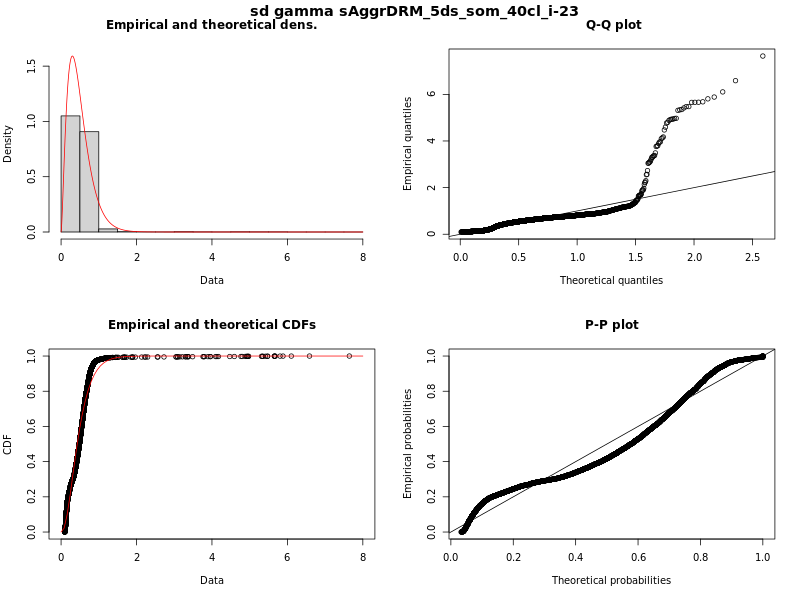 sd gamma sAggrDRM_5ds_som_40cl_i-23
Empirical and theoretical dens.
Density
0.0 0.5 1.0 1.5
0 2 4 6 8
Data
Q-Q plot
Empirical quantiles
0 2 4 6
0.0 0.5 1.0 1.5 2.0 2.5
Theoretical quantiles
Empirical and theoretical CDFs
CDF
0.0 0.2 0.4 0.6 0.8 1.0
0 2 4 6 8
Data
P-P plot
Empirical probabilities
0.0 0.2 0.4 0.6 0.8 1.0
0.0 0.2 0.4 0.6 0.8 1.0
Theoretical probabilities